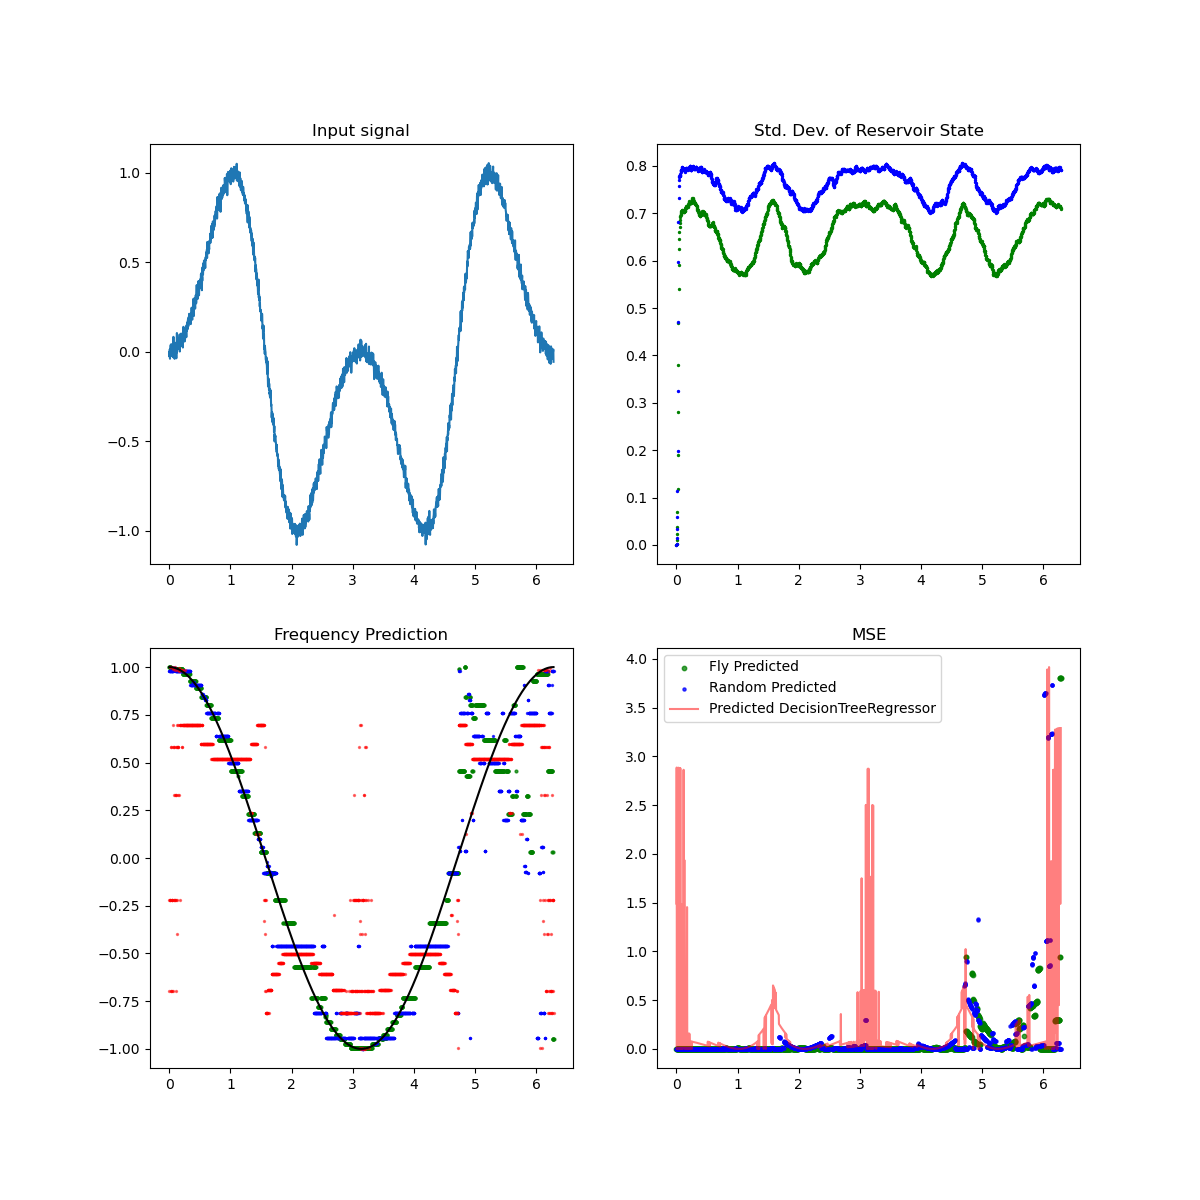 Input signal
1.0
0.5
0.0
−0.5
−1.0
0 1 2 3 4 5 6
Std. Dev. of Reservoir State
0.8
0.7
0.6
0.5
0.4
0.3
0.2
0.1
0.0
0 1 2 3 4 5 6
Frequency Prediction
1.00
0.75
0.50
0.25
0.00
−0.25
−0.50
−0.75
−1.00
0 1 2 3 4 5 6
MSE
4.0
3.5
3.0
2.5
2.0
1.5
1.0
0.5
0.0
Fly Predicted
Random Predicted
Predicted DecisionTreeRegressor
0 1 2 3 4 5 6